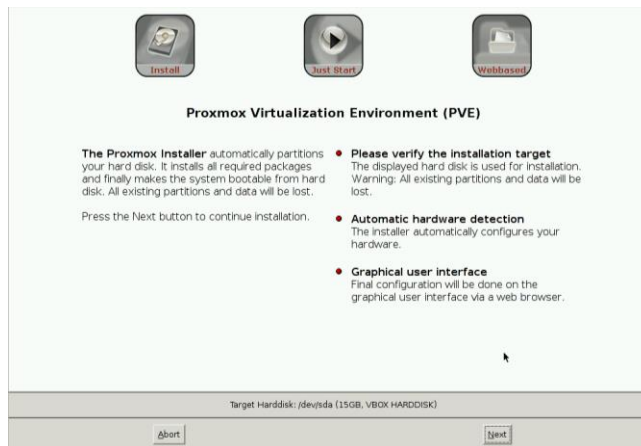 Install
Just Start
Webbased
Proxmox Virtualization Environment (PVE)
The Proxmox Installer automatically partitions
your hard disk. It installs all required packages
and finally makes the system bootable from hard
disk. All existing partitions and data will be lost.
Press the Next button to continue installation.
Please verify the installation target
The displayed hard disk is used for installation.
Warning: All existing partitions and data will be
lost.
Automatic hardware detection
The installer automatically configures your
hardware.
Graphical user interface
Final configuration will be done on the
graphical user interface via a web browser.
Target Harddisk: /dev/sda (15GB, VBOX HARDDISK)
Abort
Next